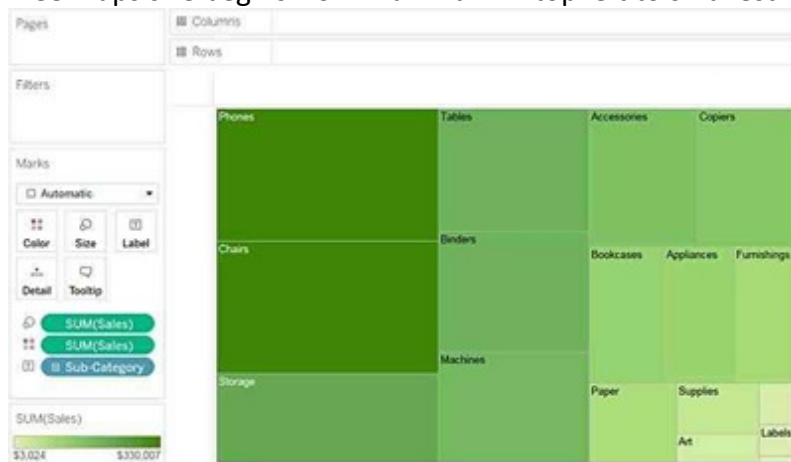 Pages
Columns
Rows
Filters
Marks
Automatic
Color Size Label
Detail Tooltip
SUM(Sales)
SUM(Sales)
Sub-Category
SUM(Sales)
$3,024 $330,007
Phones
Chairs
Storage
Tables
Binders
Machines
Accessories
Copiers
Bookcases
Appliances
Furnishings
Paper
Supplies
Art
Labels